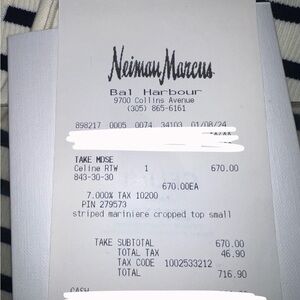 Neiman Marcus
Bal Harbour
9700 Collins Avenue
(305) 865-6161
898217 0005 0074 34103 01/08/24
TAKE MDSE
Celine RTW 1 670.00
843-30-30
670.00EA
7.000% TAX 10200
PIN 279573
striped mariniere cropped top small
TAKE SUBTOTAL 670.00
TOTAL TAX 46.90
TAX CODE 1002533212
TOTAL 716.90
CASH